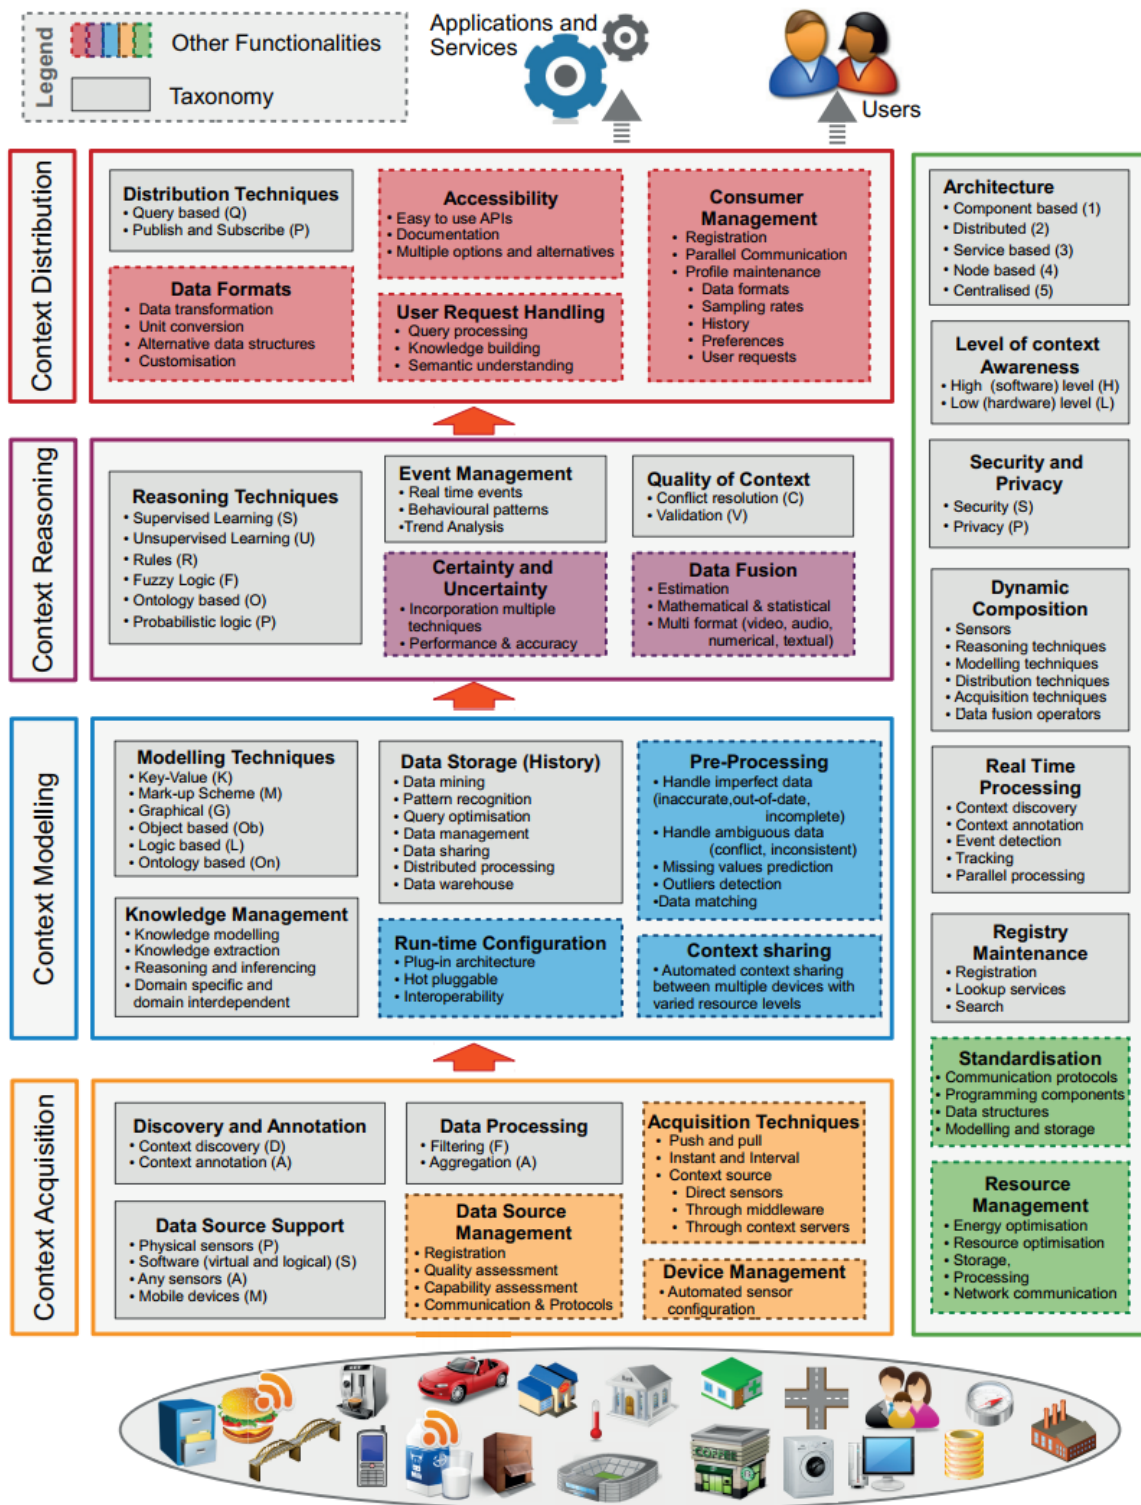 Legend
Other Functionalities
Taxonomy
Applications and
Services
Users
Context Distribution
Distribution Techniques
• Query based (Q)
• Publish and Subscribe (P)
Data Formats
• Data transformation
• Unit conversion
• Alternative data structures
• Customisation
Accessibility
• Easy to use APIs
• Documentation
• Multiple options and alternatives
User Request Handling
• Query processing
• Knowledge building
• Semantic understanding
Consumer
Management
• Registration
• Parallel Communication
• Profile maintenance
• Data formats
• Sampling rates
• History
• Preferences
• User requests
Context Reasoning
Reasoning Techniques
• Supervised Learning (S)
• Unsupervised Learning (U)
• Rules (R)
• Fuzzy Logic (F)
• Ontology based (O)
• Probabilistic logic (P)
Event Management
• Real time events
• Behavioural patterns
•Trend Analysis
Certainty and
Uncertainty
• Incorporation multiple
techniques
• Performance & accuracy
Quality of Context
• Conflict resolution (C)
• Validation (V)
Data Fusion
• Estimation
• Mathematical & statistical
• Multi format (video, audio,
numerical, textual)
Context Modelling
Modelling Techniques
• Key-Value (K)
• Mark-up Scheme (M)
• Graphical (G)
• Object based (Ob)
• Logic based (L)
• Ontology based (On)
Knowledge Management
• Knowledge modelling
• Knowledge extraction
• Reasoning and inferencing
• Domain specific and
domain interdependent
Data Storage (History)
• Data mining
• Pattern recognition
• Query optimisation
• Data management
• Data sharing
• Distributed processing
• Data warehouse
Run-time Configuration
• Plug-in architecture
• Hot pluggable
• Interoperability
Pre-Processing
• Handle imperfect data
(inaccurate,out-of-date,
incomplete)
• Handle ambiguous data
(conflict, inconsistent)
• Missing values prediction
• Outliers detection
•Data matching
Context sharing
• Automated context sharing
between multiple devices with
varied resource levels
Context Acquisition
Discovery and Annotation
• Context discovery (D)
• Context annotation (A)
Data Source Support
• Physical sensors (P)
• Software (virtual and logical) (S)
• Any sensors (A)
• Mobile devices (M)
Data Processing
• Filtering (F)
• Aggregation (A)
Data Source
Management
• Registration
• Quality assessment
• Capability assessment
• Communication & Protocols
Acquisition Techniques
• Push and pull
• Instant and Interval
• Context source
• Direct sensors
• Through middleware
• Through context servers
Device Management
• Automated sensor
configuration
Architecture
• Component based (1)
• Distributed (2)
• Service based (3)
• Node based (4)
• Centralised (5)
Level of context
Awareness
• High (software) level (H)
• Low (hardware) level (L)
Security and
Privacy
• Security (S)
• Privacy (P)
Dynamic
Composition
• Sensors
• Reasoning techniques
• Modelling techniques
• Distribution techniques
• Acquisition techniques
• Data fusion operators
Real Time
Processing
• Context discovery
• Context annotation
• Event detection
• Tracking
• Parallel processing
Registry
Maintenance
• Registration
• Lookup services
• Search
Standardisation
• Communication protocols
• Programming components
• Data structures
• Modelling and storage
Resource
Management
• Energy optimisation
• Resource optimisation
• Storage,
• Processing
• Network communication
COFFEE